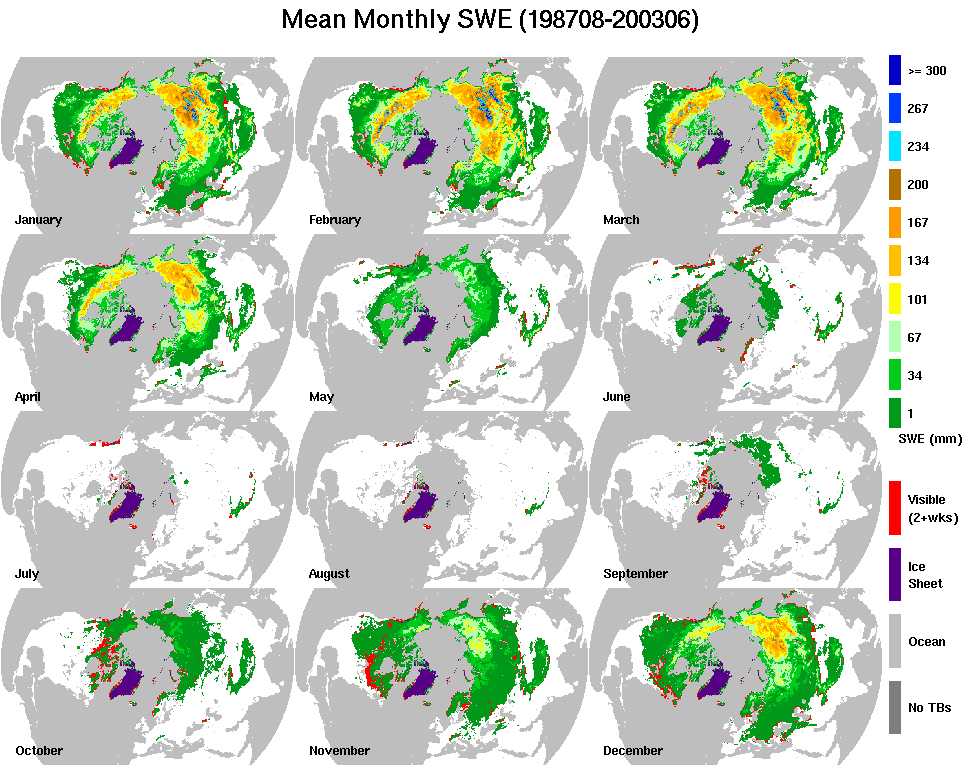 Mean Monthly SWE (198708-200306)
January
February
March
April
May
June
July
August
September
October
November
December
>= 300
267
234
200
167
134
101
67
34
1
SWE (mm)
Visible
(2+wks)
Ice
Sheet
Ocean
No TBs